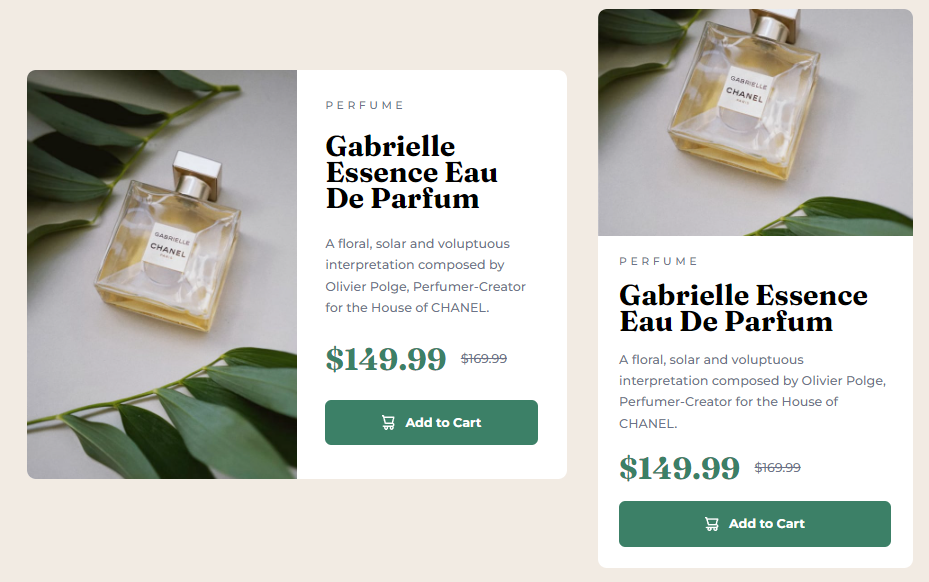 PERFUME
Gabrielle
Essence Eau
De Parfum
A floral, solar and voluptuous
interpretation composed by
Olivier Polge, Perfumer-Creator
for the House of CHANEL.
$149.99 $169.99
Add to Cart
GABRIELLE
CHANEL
PARIS
PERFUME
Gabrielle Essence
Eau De Parfum
A floral, solar and voluptuous
interpretation composed by Olivier Polge,
Perfumer-Creator for the House of
CHANEL.
$149.99 $169.99
Add to Cart
GABRIELLE
CHANEL
PARIS